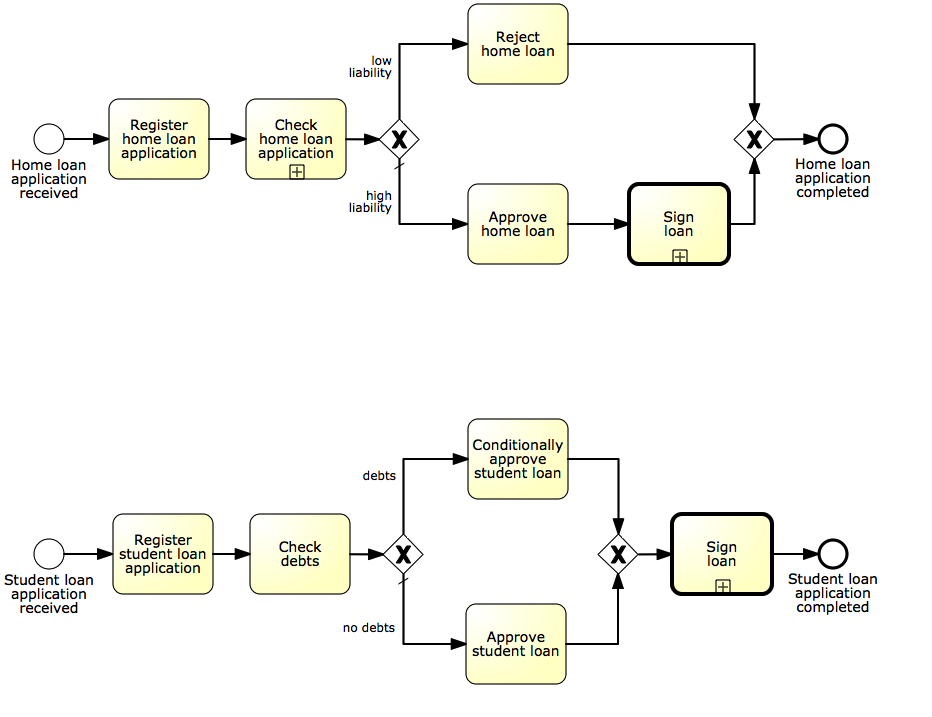 Reject
home loan
low
liability
Register
home loan
application
Check
home loan
application
X
X
Home loan
application
received
Home loan
application
completed
high
liability
Approve
home loan
Sign
loan
Conditionally
approve
student loan
debts
Register
student loan
application
Check
debts
X
X
Sign
loan
Student loan
application
received
Student loan
application
completed
no debts
Approve
student loan